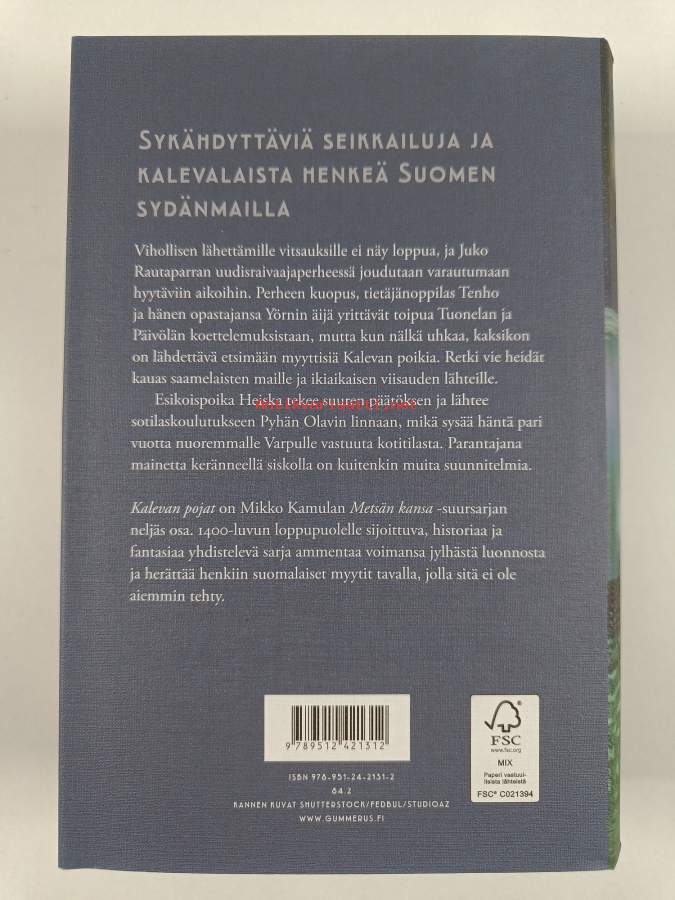 SYKÄHDYTTÄVIÄ SEIKKAILUJA JA
KALEVALAISTA HENKEÄ SUOMEN
SYDÄNMAILLA
Vihollisen lähettämille vitsauksille ei näy loppua, ja Juko
Rautaparran uudisraivaajaperheessä joudutaan varautumaan
hyytäviin aikoihin. Perheen kuopus, tietäjänoppilas Tenho
ja hänen opastajansa Yörnin äijä yrittävät toipua Tuonelan ja
Päivölän koettelemuksistaan, mutta kun nälkä uhkaa, kaksikon
on lähdettävä etsimään myyttisiä Kalevan poikia. Retki vie heidät
kauas saamelaisten maille ja ikiaikaisen viisauden lähteille.
Esikoispoika Heiska tekee suuren päätöksen ja lähtee
sotilaskoulutukseen Pyhän Olavin linnaan, mikä sysää häntä pari
vuotta nuoremmalle Varpulle vastuuta kotitilasta. Parantajana
mainetta keränneellä siskolla on kuitenkin muita suunnitelmia.
Kalevan pojat on Mikko Kamulan Metsän kansa -suursarjan
neljäs osa. 1400-luvun loppupuolelle sijoittuva, historiaa ja
fantasiaa yhdistelevä sarja ammentaa voimansa jylhästä luonnosta
ja herättää henkiin suomalaiset myytit tavalla, jolla sitä ei ole
aiemmin tehty.
9 789512 421312
ISBN 978-951-24-2131-2
84.2
KANNEN KUVAT SHUTTERSTOCK/FEDBUL/STUDIOAZ
WWW.GUMMERUS.FI
FSC
www.fsc.org
MIX
Paperi vastuul-
lisista lähteistä
FSC® C021394